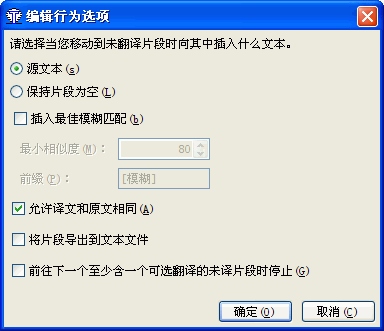 编辑行为选项
请选择当您移动到未翻译片段时向其中插入什么文本。
源文本(s)
保持片段为空(L)
插入最佳模糊匹配(b)
最小相似度(M): 80
前缀(P): [模糊]
允许译文和原文相同(A)
将片段导出到文本文件
前往下一个至少含一个可选翻译的未译片段时停止(G)
确定(O) 取消(C)